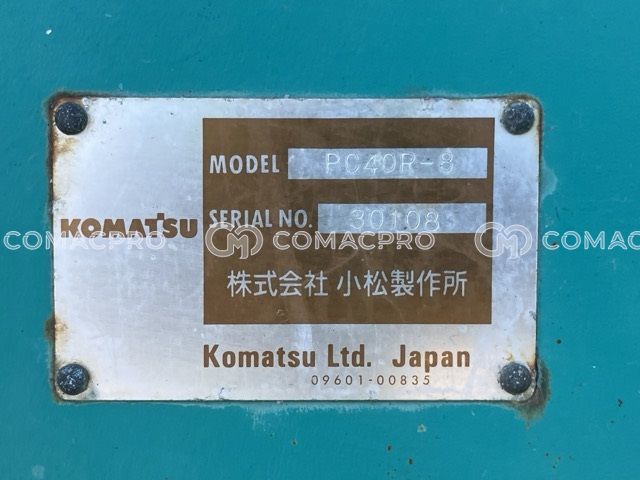 MODEL PC40R-8
KOMATSU
SERIAL NO. 30108
株式会社 小松製作所
Komatsu Ltd. Japan
09601-00835
COMACPRO COMACPRO COMACPRO